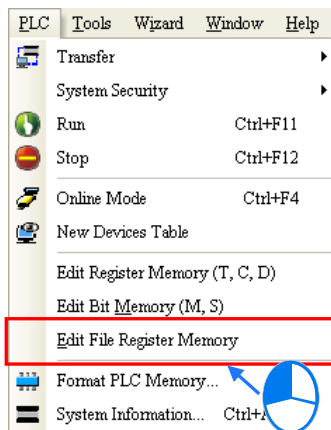 PLC Tools Wizard Window Help
Transfer
System Security
Run Ctrl+F11
Stop Ctrl+F12
Online Mode Ctrl+F4
New Devices Table
Edit Register Memory (T, C, D)
Edit Bit Memory (M, S)
Edit File Register Memory
Format PLC Memory...
System Information...